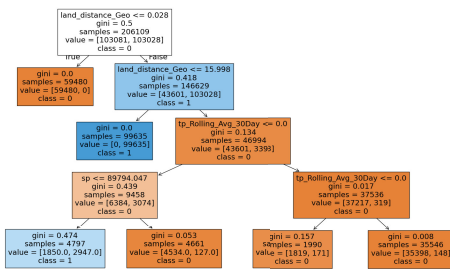 land_distance_Geo <= 0.028
gini = 0.5
samples = 206109
value = [103081, 103028]
class = 0
True
False
gini = 0.0
samples = 59480
value = [59480, 0]
class = 0
land_distance_Geo <= 15.998
gini = 0.418
samples = 146629
value = [43601, 103028]
class = 1
gini = 0.0
samples = 99635
value = [0, 99635]
class = 1
tp_Rolling_Avg_30Day <= 0.0
gini = 0.134
samples = 46994
value = [43601, 3393]
class = 0
sp <= 89794.047
gini = 0.439
samples = 9458
value = [6384, 3074]
class = 0
tp_Rolling_Avg_30Day <= 0.0
gini = 0.017
samples = 37536
value = [37217, 319]
class = 0
gini = 0.474
samples = 4797
value = [1850.0, 2947.0]
class = 1
gini = 0.053
samples = 4661
value = [4534.0, 127.0]
class = 0
gini = 0.157
samples = 1990
value = [1819, 171]
class = 0
gini = 0.008
samples = 35546
value = [35398, 148]
class = 0